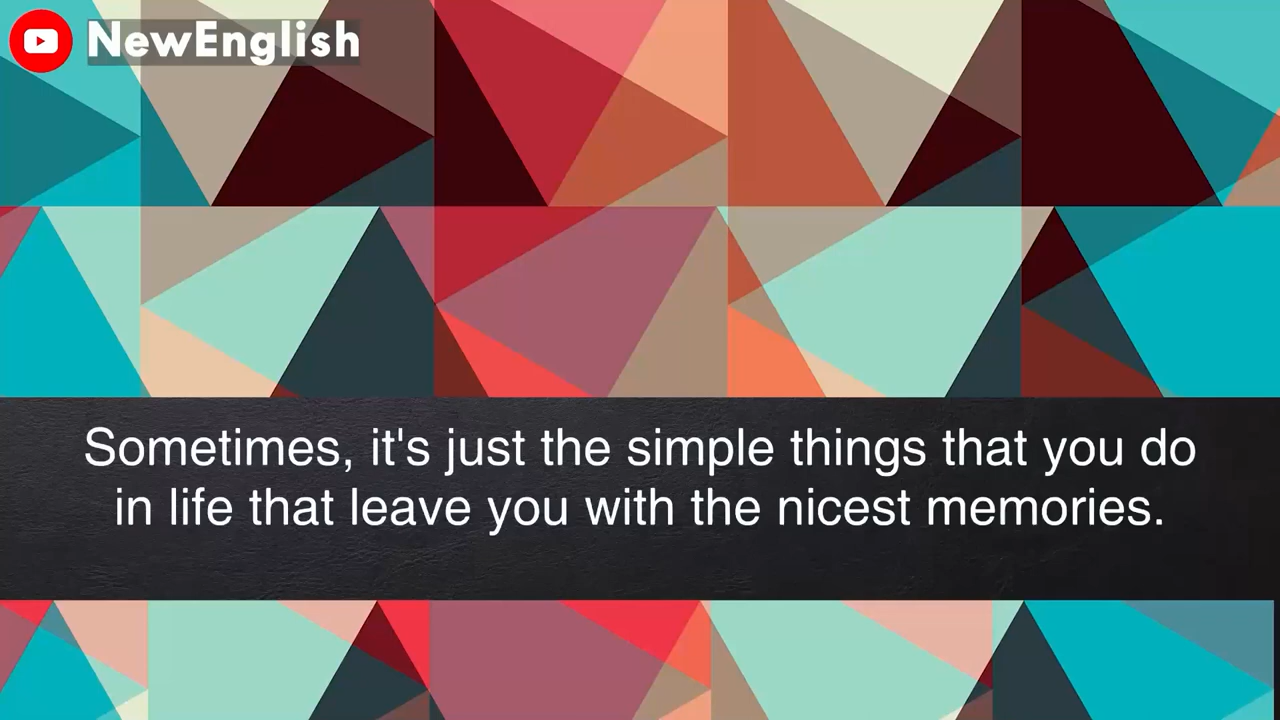 NewEnglish
Sometimes, it's just the simple things that you do
in life that leave you with the nicest memories.